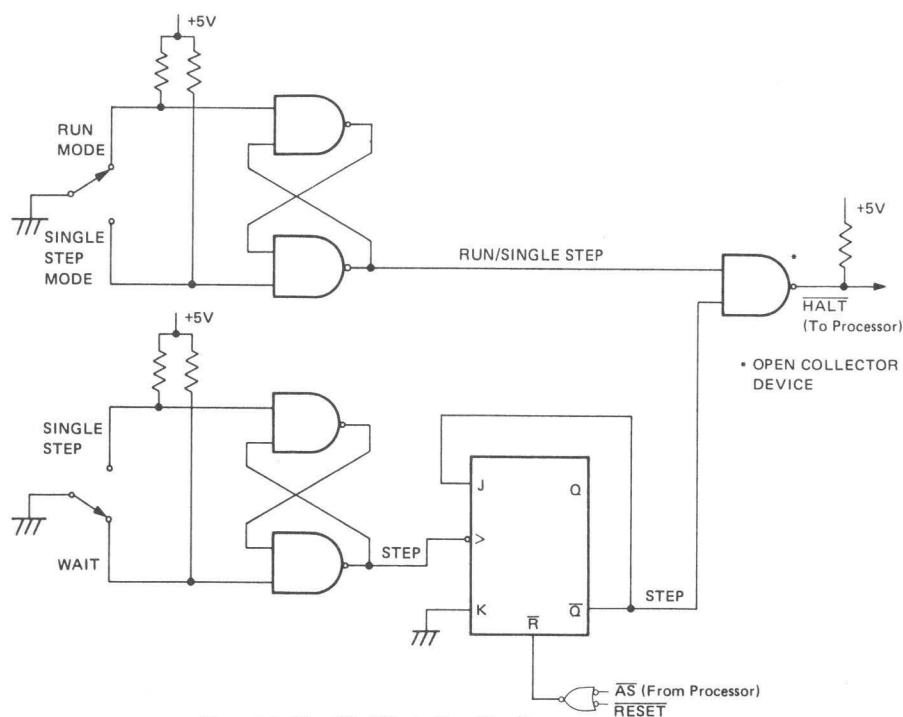 +5V
RUN
MODE
SINGLE
STEP
MODE
RUN/SINGLE STEP
*
+5V
HALT
(To Processor)
* OPEN COLLECTOR
DEVICE
+5V
SINGLE
STEP
WAIT
STEP
J
Q
>
K
R
Q
STEP
AS (From Processor)
RESET